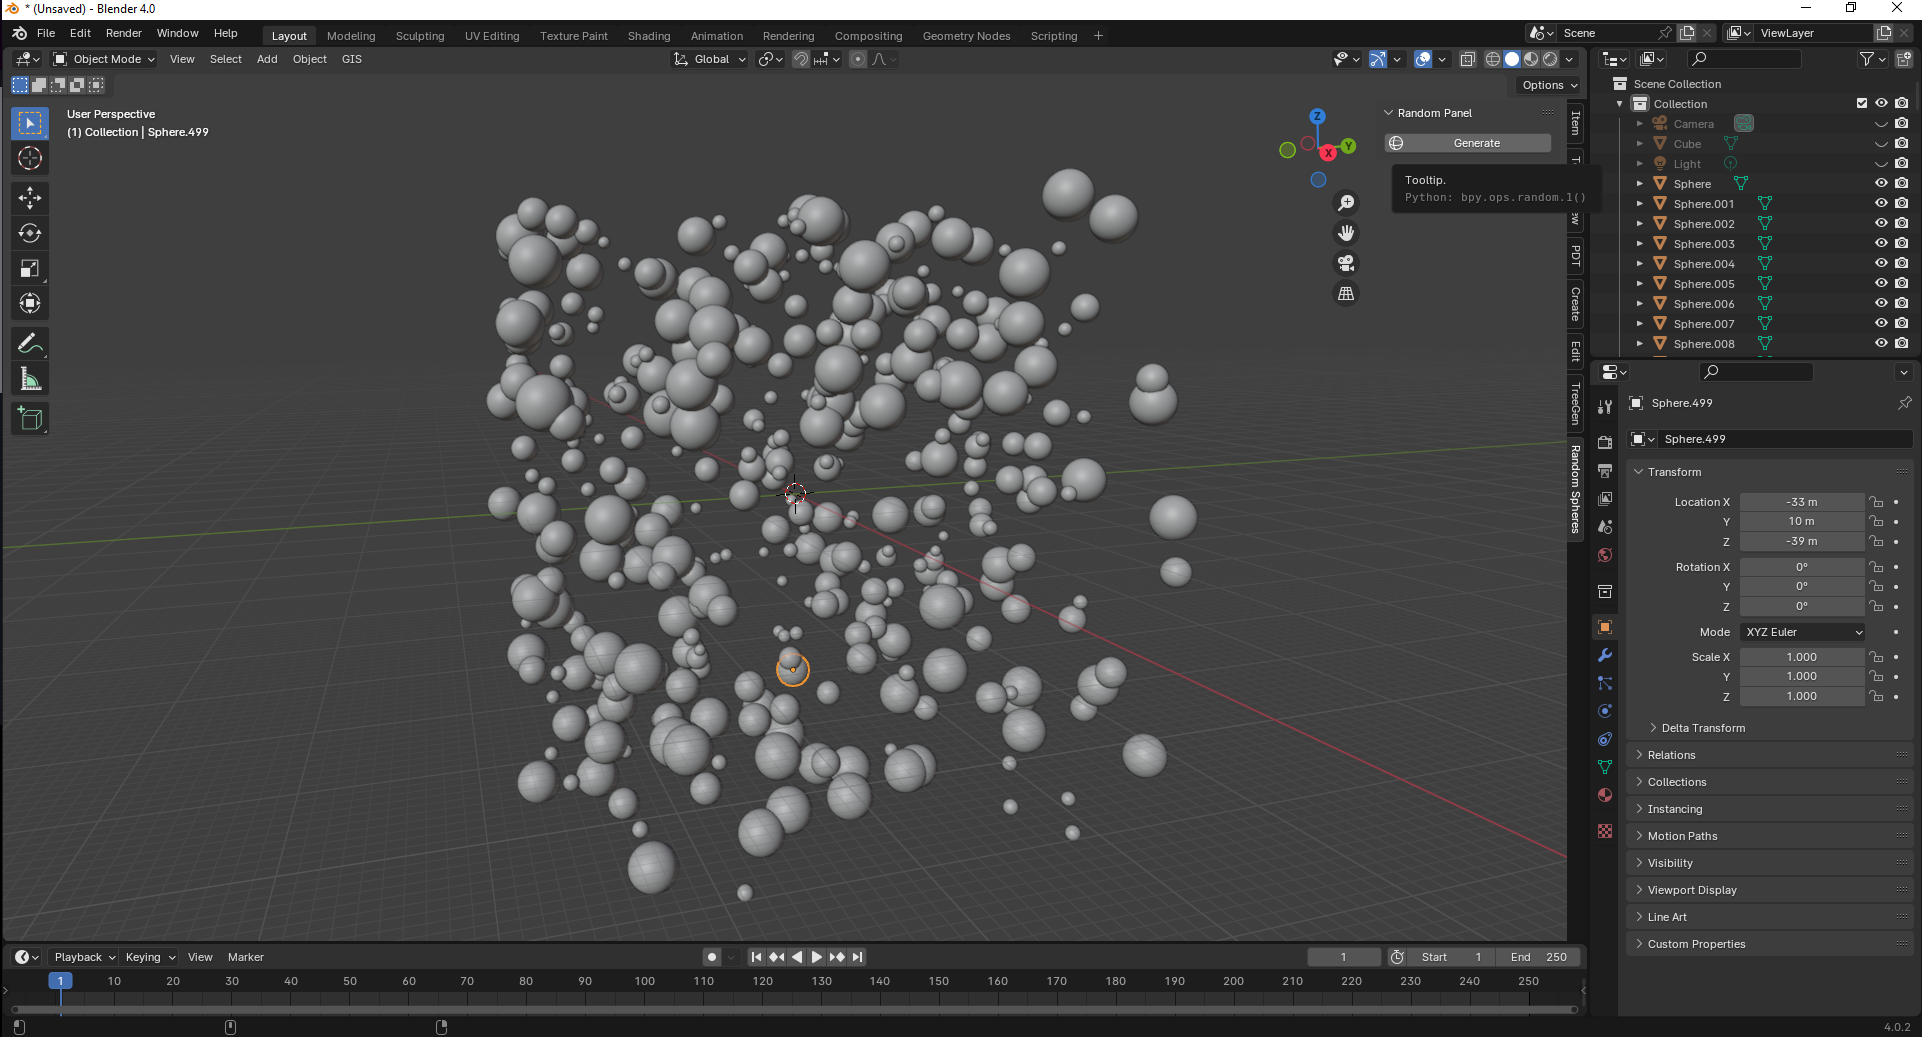 * (Unsaved) - Blender 4.0
File Edit Render Window Help
Layout Modeling Sculpting UV Editing Texture Paint Shading Animation Rendering Compositing Geometry Nodes Scripting +
Scene
ViewLayer
Object Mode View Select Add Object GIS
Global
Options
User Perspective
(1) Collection | Sphere.499
Z
Y
X
Random Panel
Generate
Tooltip.
Python: bpy.ops.random.1()
Item
PDT
Create
Edit
TreeGen
Random Spheres
Scene Collection
Collection
Camera
Cube
Light
Sphere
Sphere.001
Sphere.002
Sphere.003
Sphere.004
Sphere.005
Sphere.006
Sphere.007
Sphere.008
Sphere.499
Sphere.499
Transform
Location X -33 m
Y 10 m
Z -39 m
Rotation X 0°
Y 0°
Z 0°
Mode XYZ Euler
Scale X 1.000
Y 1.000
Z 1.000
Delta Transform
Relations
Collections
Instancing
Motion Paths
Visibility
Viewport Display
Line Art
Custom Properties
Playback Keying View Marker
1 Start 1 End 250
1 10 20 30 40 50 60 70 80 90 100 110 120 130 140 150 160 170 180 190 200 210 220 230 240 250
4.0.2